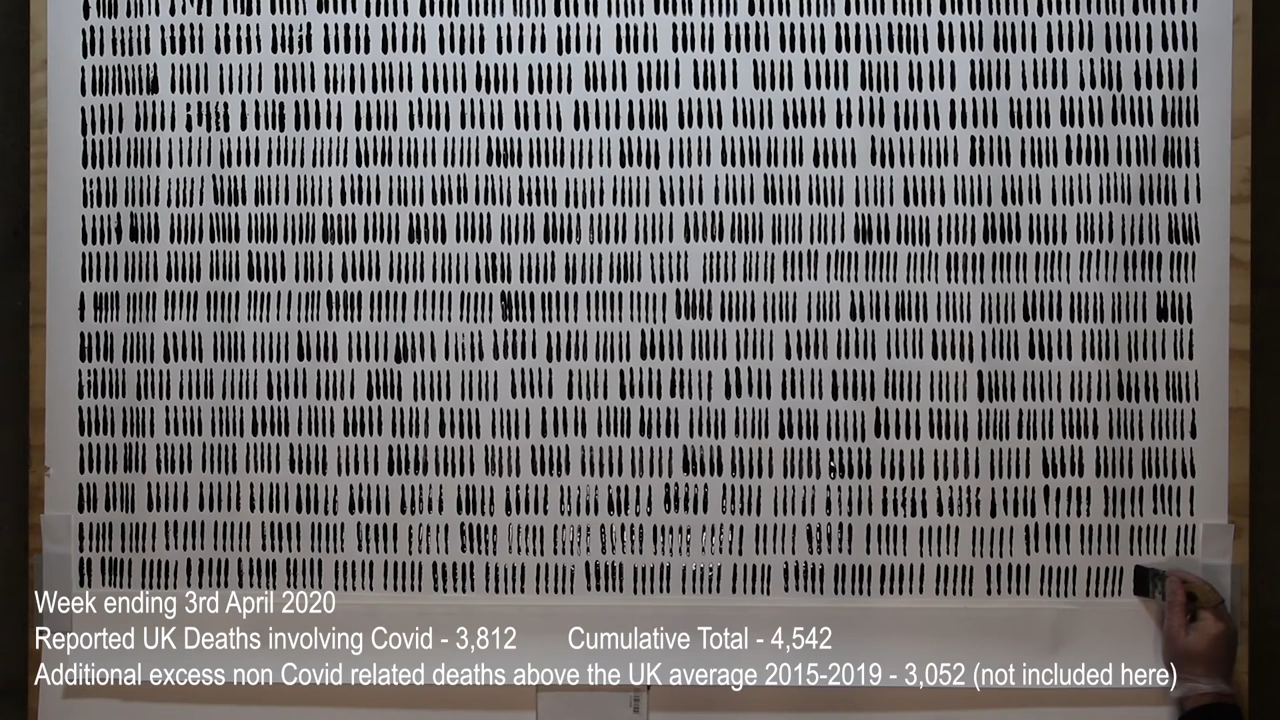 Week ending 3rd April 2020
Reported UK Deaths involving Covid - 3,812 Cumulative Total - 4,542
Additional excess non Covid related deaths above the UK average 2015-2019 - 3,052 (not included here)